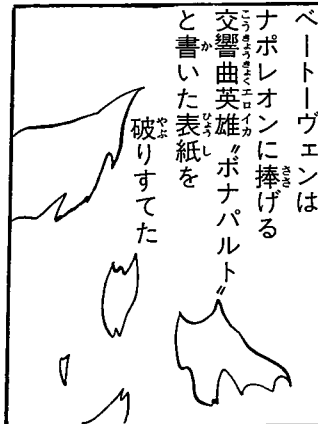 ベートーヴェンは
ナポレオンに捧げる
交響曲英雄〝ボナパルト〟
と書いた表紙を
破りすてた